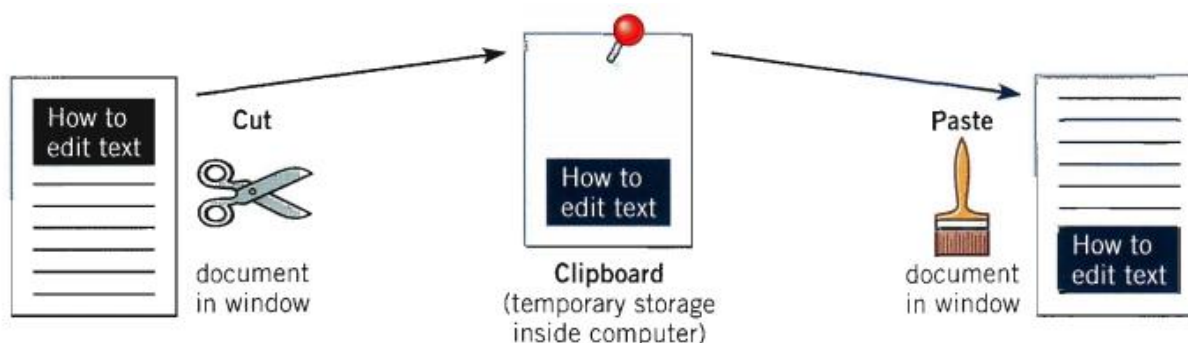 How to
edit text
Cut
document
in window
How to
edit text
Clipboard
(temporary storage
inside computer)
Paste
document
in window
How to
edit text